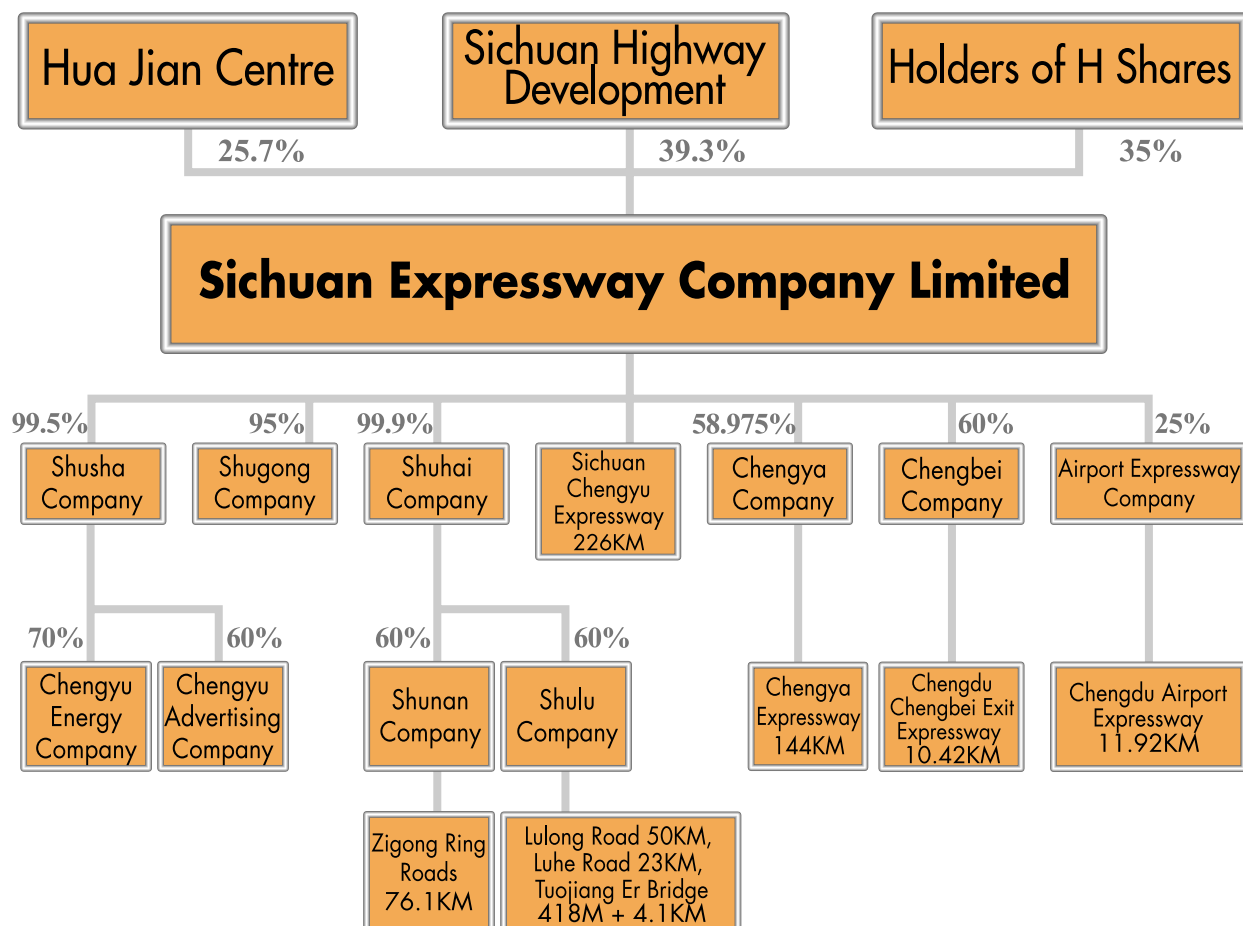 Hua Jian Centre
Sichuan Highway
Development
Holders of H Shares
25.7%
39.3%
35%
Sichuan Expressway Company Limited
99.5%
95%
99.9%
58.975%
60%
25%
Shusha
Company
Shugong
Company
Shuhai
Company
Sichuan
Chengyu
Expressway
226KM
Chengya
Company
Chengbei
Company
Airport Expressway
Company
70%
60%
60%
60%
Chengyu
Energy
Company
Chengyu
Advertising
Company
Shunan
Company
Shulu
Company
Chengya
Expressway
144KM
Chengdu
Chengbei Exit
Expressway
10.42KM
Chengdu Airport
Expressway
11.92KM
Zigong Ring
Roads
76.1KM
Lulong Road 50KM,
Luhe Road 23KM,
Tuojiang Er Bridge
418M + 4.1KM